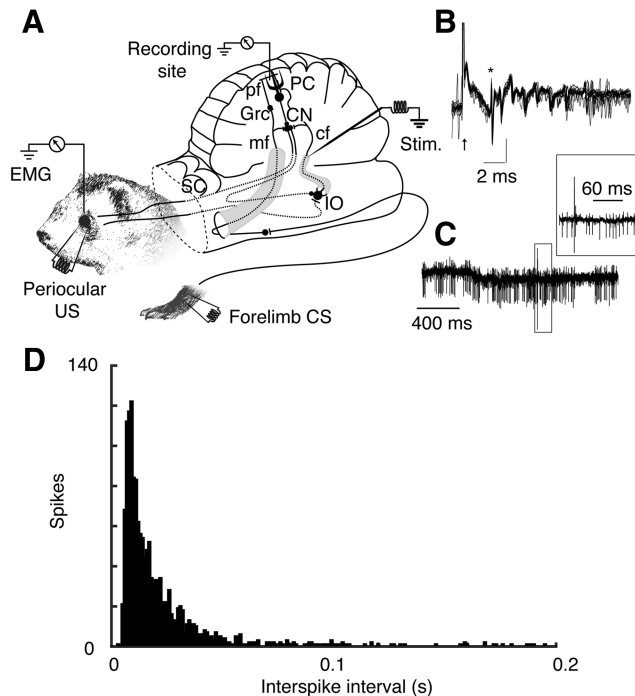 A
Recording
site
pf
PC
Grc
CN
mf
cf
Stim.
EMG
SC
IO
Periocular
US
Forelimb CS
B
*
↑
2 ms
60 ms
C
400 ms
D
140
Spikes
0
0
0.1
0.2
Interspike interval (s)